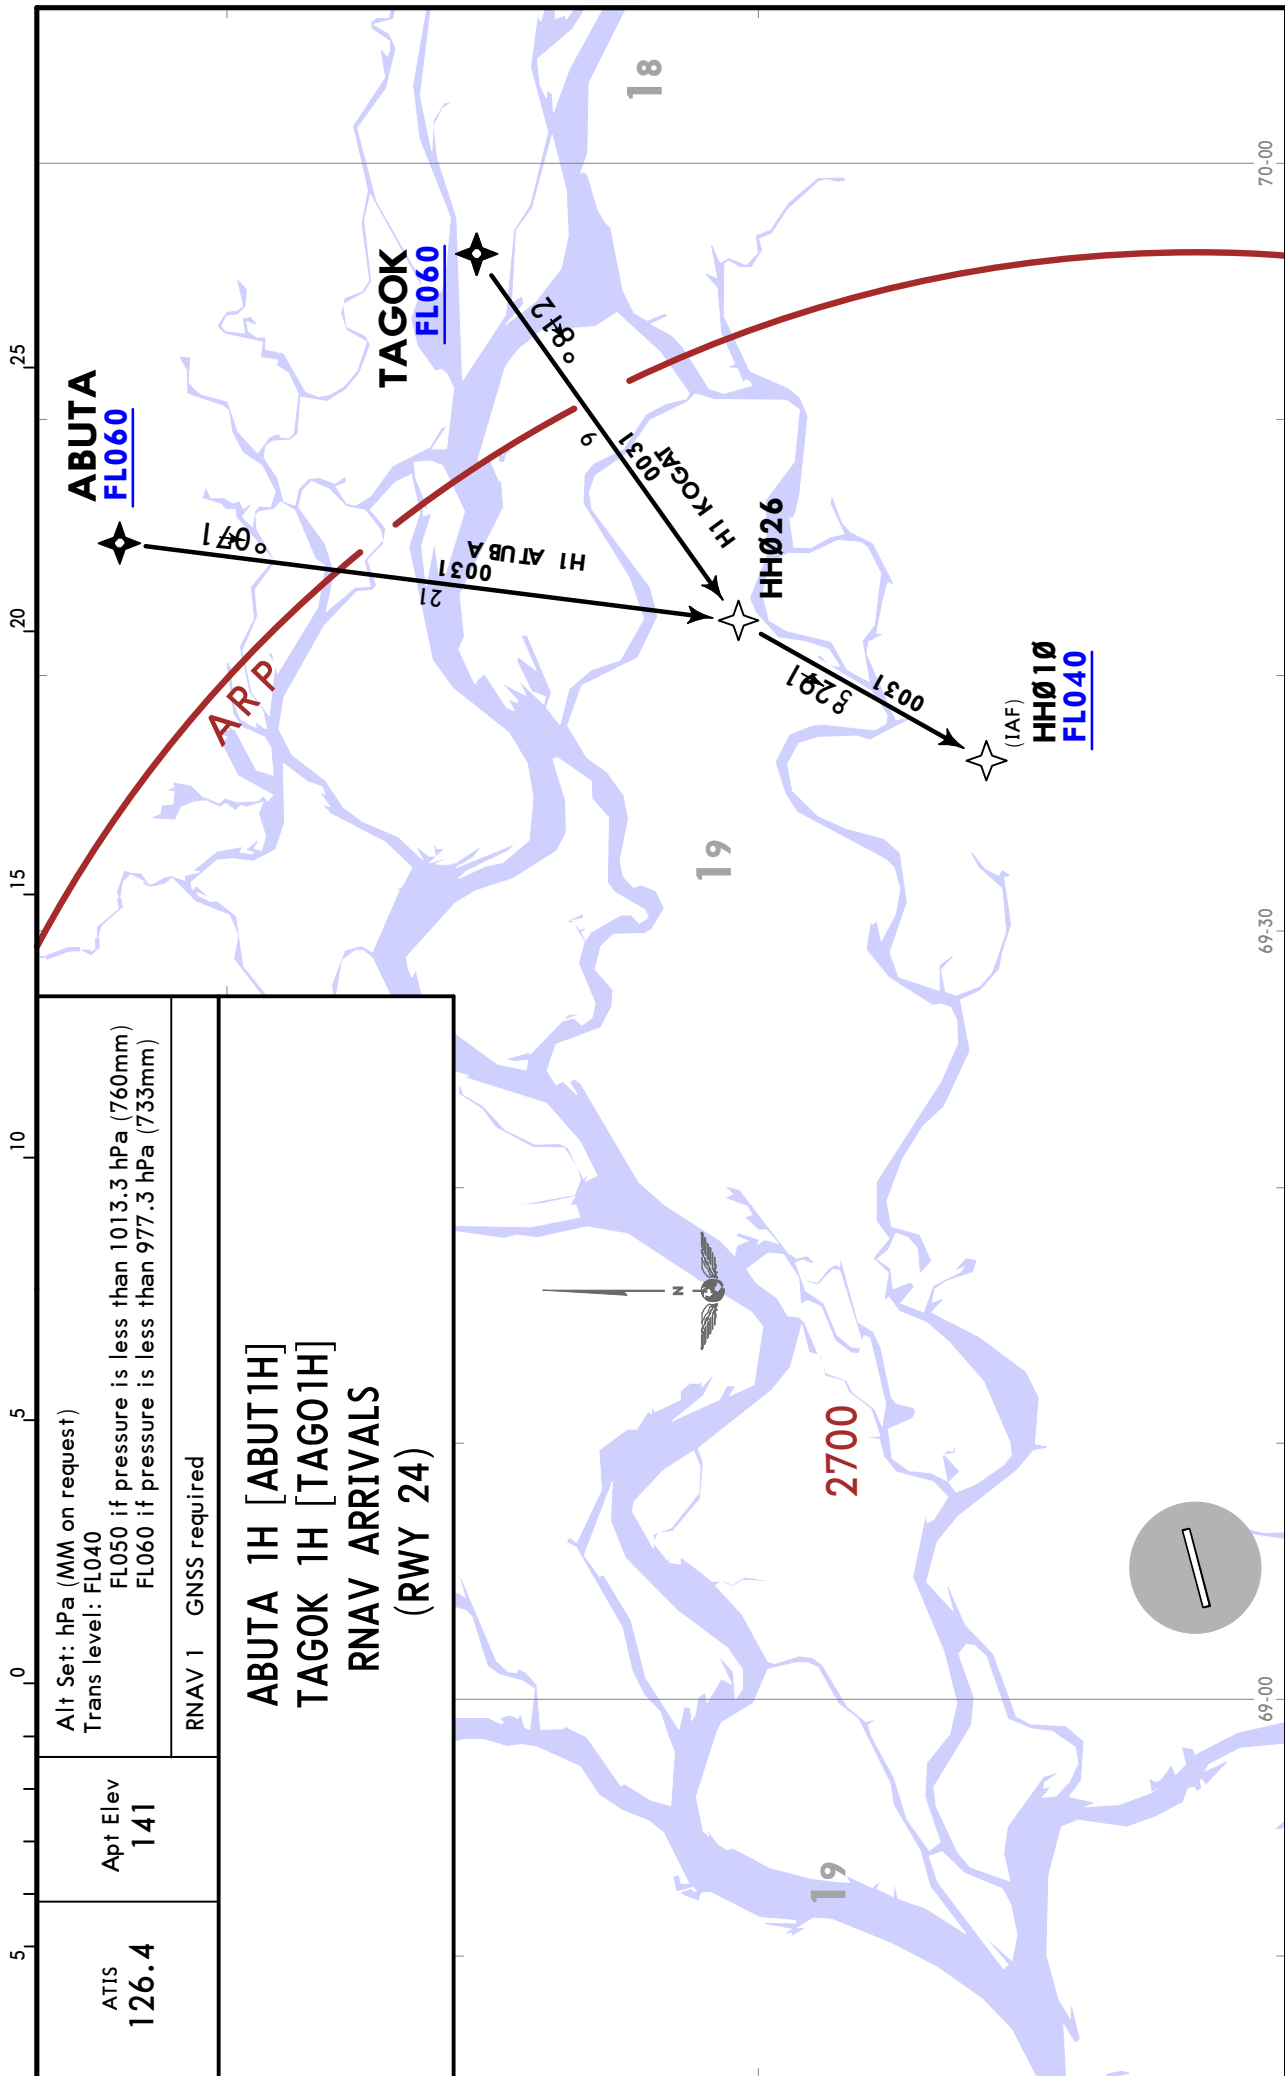 5
0
5
10
15
20
25
ATIS
126.4
Apt Elev
141
Alt Set: hPa (MM on request)
Trans level: FL040
FL050 if pressure is less than 1013.3 hPa (760mm)
FL060 if pressure is less than 977.3 hPa (733mm)
RNAV 1 GNSS required
ABUTA 1H [ABUT1H]
TAGOK 1H [TAGO1H]
RNAV ARRIVALS
(RWY 24)
ABUTA
FL060
ARP
071°
21
0031
H1 ATUBA
TAGOK
FL060
812°
9
0031
H1 KOGAT
18
HHØ26
19
0031
(IAF)
HHØ1Ø
FL040
N
2700
19
69-00
69-30
70-00